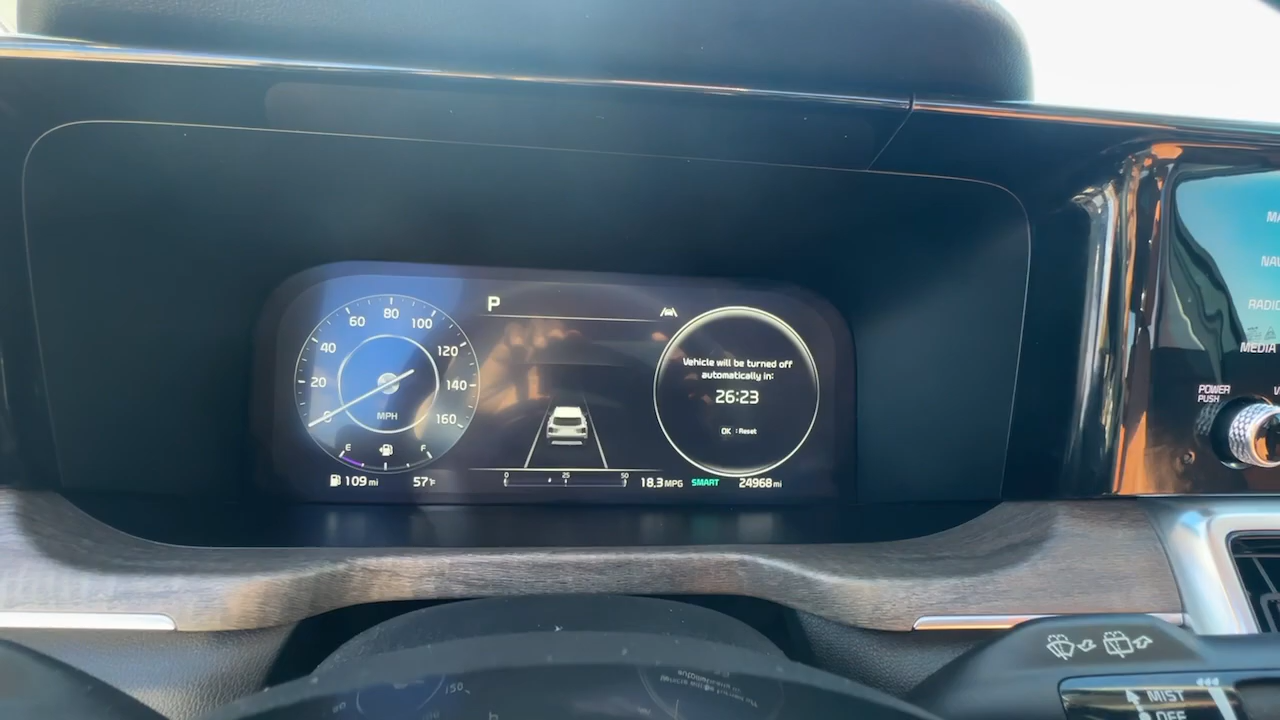 P
80
60
100
40
120
20
140
0
160
MPH
E
F
109 mi
57°F
Vehicle will be turned off
automatically in:
26:23
OK : Reset
0
25
50
18.3 MPG
SMART
24968 mi
NAV
RADIO
MEDIA
POWER
PUSH
MIST
OFF